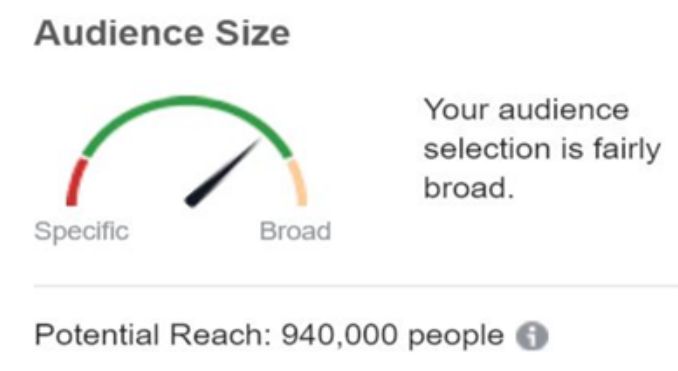 Audience Size
Your audience
selection is fairly
broad.
Specific
Broad
Potential Reach: 940,000 people